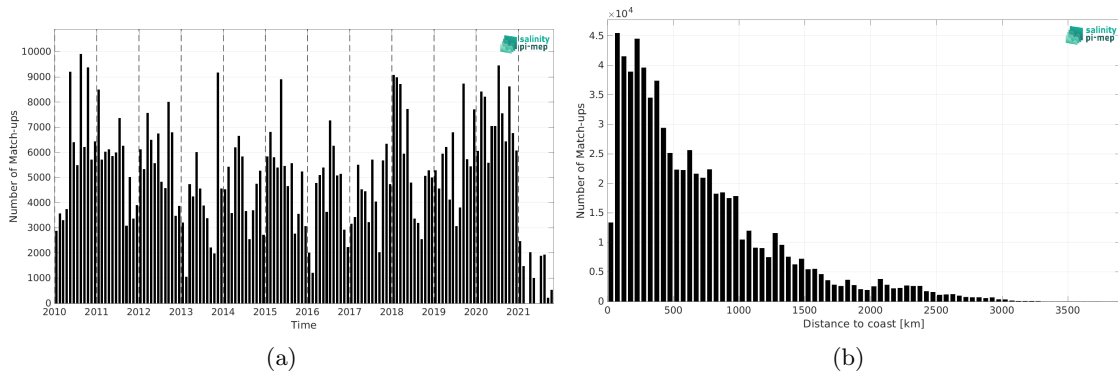 ×10⁴
salinity
pi-mep
10000
9000
8000
7000
6000
5000
4000
3000
2000
1000
0
Number of Match-ups
2010 2011 2012 2013 2014 2015 2016 2017 2018 2019 2020 2021
Time
(a)
salinity
pi-mep
4.5
4
3.5
3
2.5
2
1.5
1
0.5
0
Number of Match-ups
0 500 1000 1500 2000 2500 3000 3500
Distance to coast [km]
(b)